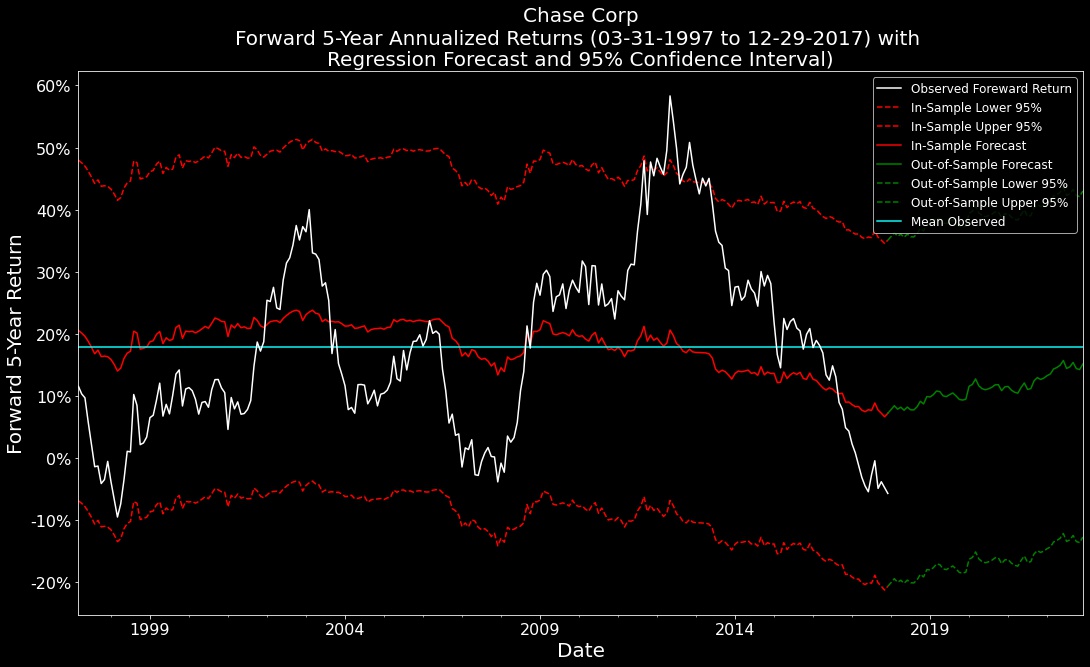 Chase Corp
Forward 5-Year Annualized Returns (03-31-1997 to 12-29-2017) with
Regression Forecast and 95% Confidence Interval)
Forward 5-Year Return
60%
50%
40%
30%
20%
10%
0%
-10%
-20%
Observed Foreward Return
In-Sample Lower 95%
In-Sample Upper 95%
In-Sample Forecast
Out-of-Sample Forecast
Out-of-Sample Lower 95%
Out-of-Sample Upper 95%
Mean Observed
1999
2004
2009
2014
2019
Date